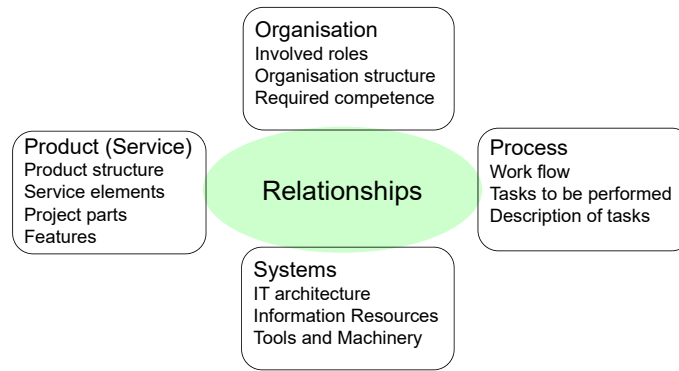 Organisation
Involved roles
Organisation structure
Required competence
Product (Service)
Product structure
Service elements
Project parts
Features
Relationships
Process
Work flow
Tasks to be performed
Description of tasks
Systems
IT architecture
Information Resources
Tools and Machinery